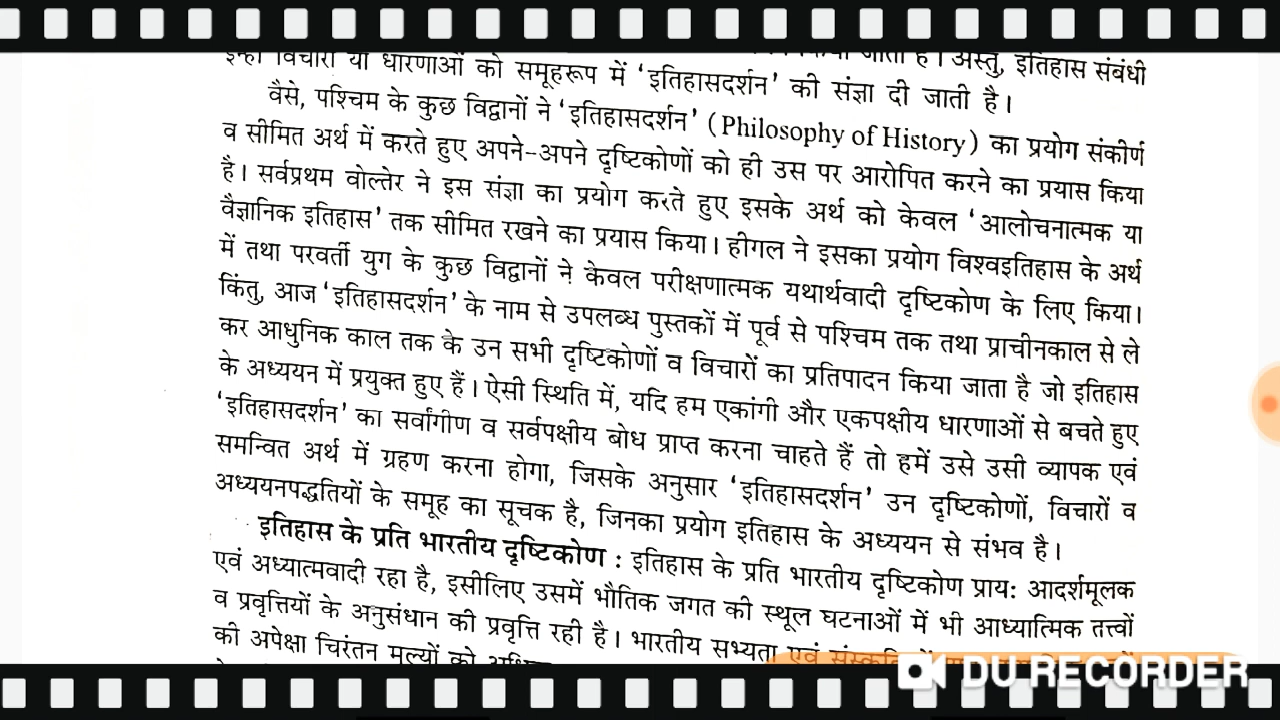 जाता है। अस्तु, इतिहास संबंधी
इन्हीं विचारों या धारणाओं को समूहरूप में ‘इतिहासदर्शन’ की संज्ञा दी जाती है।
वैसे, पश्चिम के कुछ विद्वानों ने ‘इतिहासदर्शन’ (Philosophy of History) का प्रयोग संकीर्ण
व सीमित अर्थ में करते हुए अपने-अपने दृष्टिकोणों को ही उस पर आरोपित करने का प्रयास किया
है। सर्वप्रथम वोल्तेर ने इस संज्ञा का प्रयोग करते हुए इसके अर्थ को केवल ‘आलोचनात्मक या
वैज्ञानिक इतिहास’ तक सीमित रखने का प्रयास किया। हीगल ने इसका प्रयोग विश्वइतिहास के अर्थ
में तथा परवर्ती युग के कुछ विद्वानों ने केवल परीक्षणात्मक यथार्थवादी दृष्टिकोण के लिए किया।
किंतु, आज ‘इतिहासदर्शन’ के नाम से उपलब्ध पुस्तकों में पूर्व से पश्चिम तक तथा प्राचीनकाल से ले
कर आधुनिक काल तक के उन सभी दृष्टिकोणों व विचारों का प्रतिपादन किया जाता है जो इतिहास
के अध्ययन में प्रयुक्त हुए हैं। ऐसी स्थिति में, यदि हम एकांगी और एकपक्षीय धारणाओं से बचते हुए
‘इतिहासदर्शन’ का सर्वांगीण व सर्वपक्षीय बोध प्राप्त करना चाहते हैं तो हमें उसे उसी व्यापक एवं
समन्वित अर्थ में ग्रहण करना होगा, जिसके अनुसार ‘इतिहासदर्शन’ उन दृष्टिकोणों, विचारों व
अध्ययनपद्धतियों के समूह का सूचक है, जिनका प्रयोग इतिहास के अध्ययन से संभव है।
इतिहास के प्रति भारतीय दृष्टिकोण : इतिहास के प्रति भारतीय दृष्टिकोण प्राय: आदर्शमूलक
एवं अध्यात्मवादी रहा है, इसीलिए उसमें भौतिक जगत की स्थूल घटनाओं में भी आध्यात्मिक तत्त्वों
व प्रवृत्तियों के अनुसंधान की प्रवृत्ति रही है। भारतीय सभ्यता एवं
की अपेक्षा चिरंतन मूल्यों को
DU RECORDER